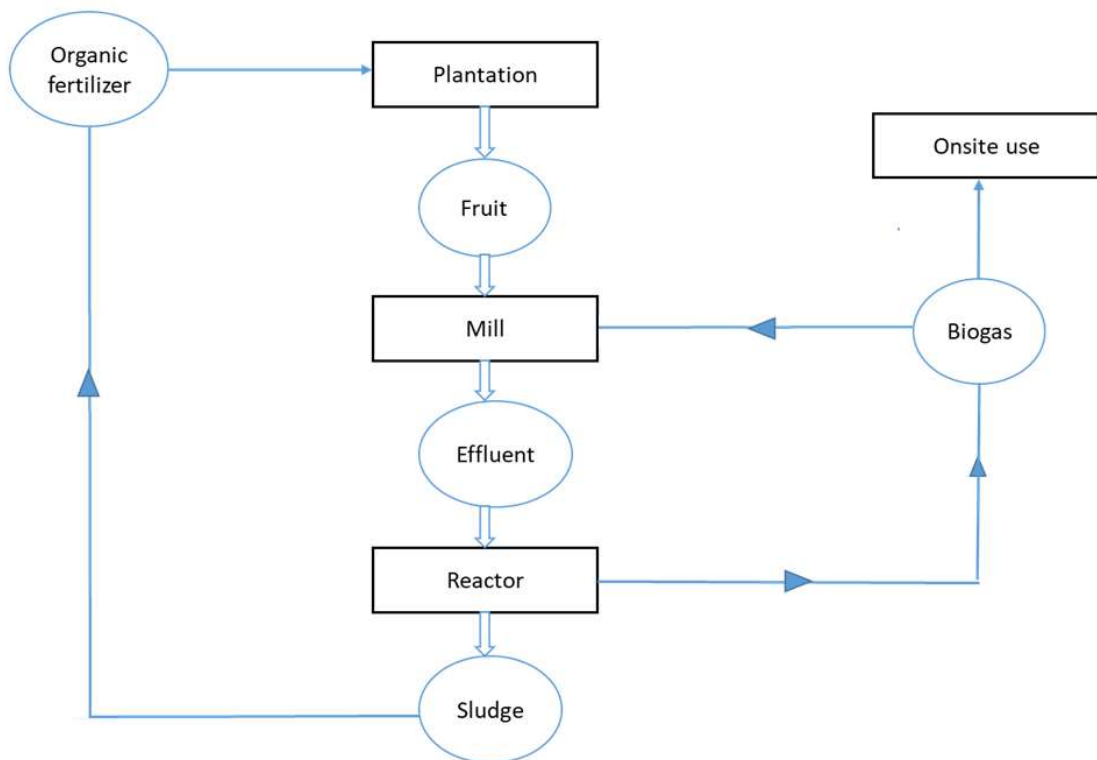 Organic
fertilizer
Plantation
Onsite use
Fruit
Mill
Biogas
Effluent
Reactor
Sludge